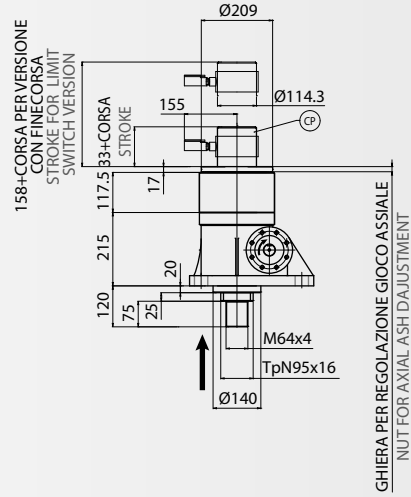 Ø209
158+CORSA PER VERSIONE
CON FINECORSA
STROKE FOR LIMIT
SWITCH VERSION
33+CORSA
STROKE
155
Ø114.3
CP
17
117.5
215
20
120
75
25
M64x4
TpN95x16
Ø140
GHIERA PER REGOLAZIONE GIOCO ASSIALE
NUT FOR AXIAL ASH DAJUSTMENT